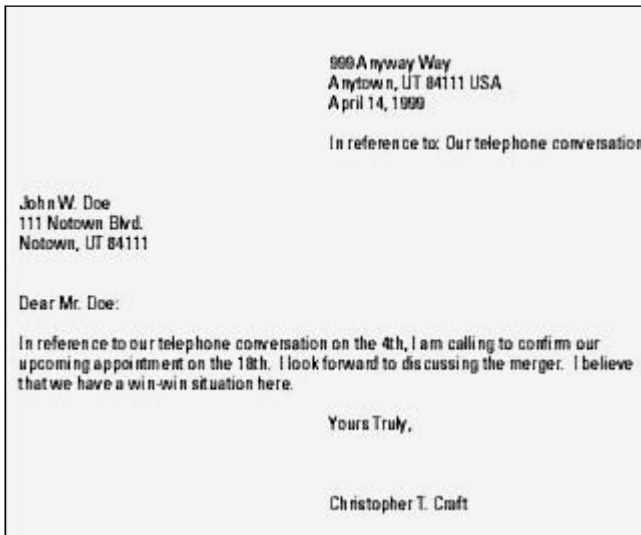 999 Anyway Way
Anytown, UT 84111 USA
April 14, 1999
In reference to: Our telephone conversation
John W. Doe
111 Notown Blvd.
Notown, UT 84111
Dear Mr. Doe:
In reference to our telephone conversation on the 4th, I am calling to confirm our
upcoming appointment on the 18th. I look forward to discussing the merger. I believe
that we have a win-win situation here.
Yours Truly,
Christopher T. Craft